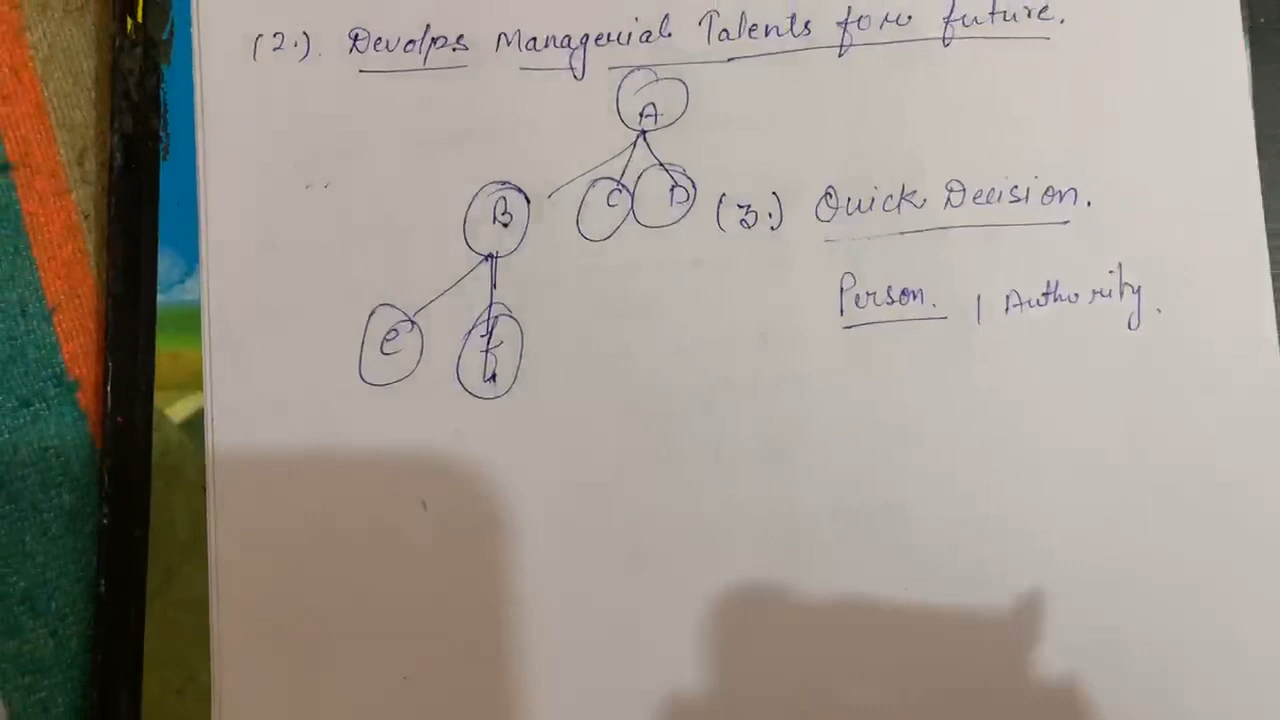 (2.). Devolps Managerial Talents for future.
A
B C D
(3.) Quick Decision.
Person. , Authority.
e f